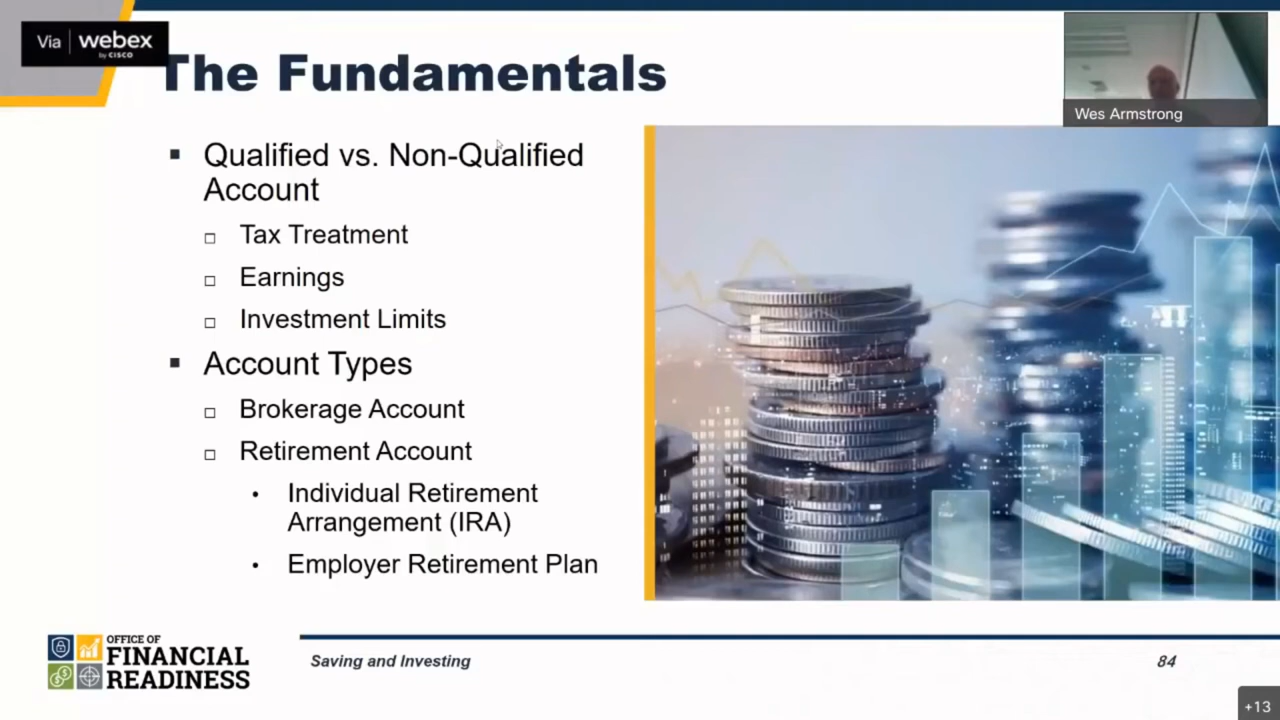 Via webex
by CISCO
The Fundamentals
Wes Armstrong
Qualified vs. Non-Qualified
Account
Tax Treatment
Earnings
Investment Limits
Account Types
Brokerage Account
Retirement Account
Individual Retirement
Arrangement (IRA)
Employer Retirement Plan
OFFICE OF
FINANCIAL
READINESS
Saving and Investing
84
+13